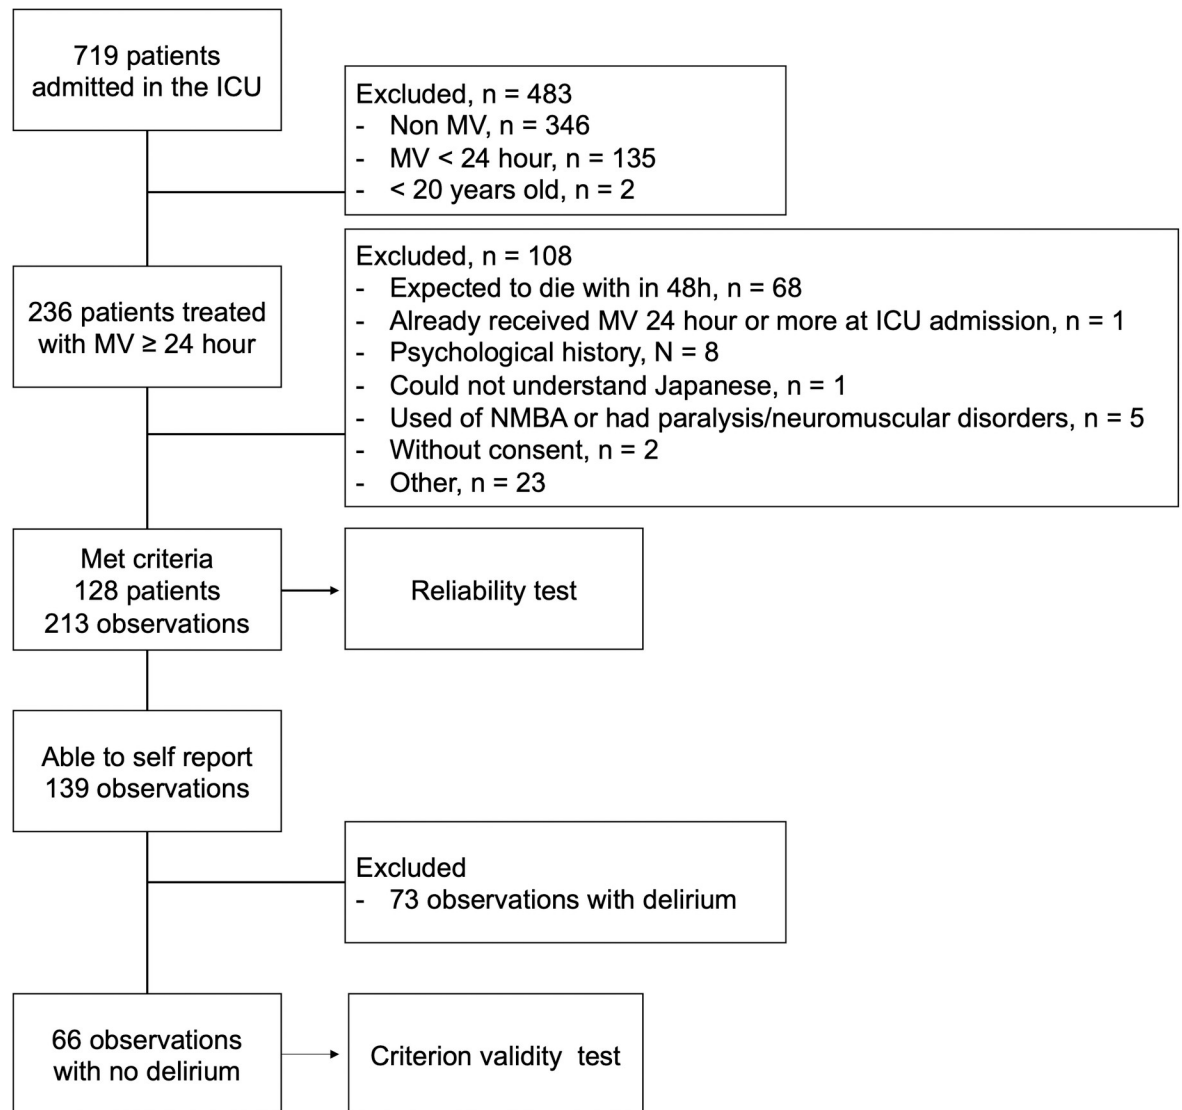 719 patients
admitted in the ICU
Excluded, n = 483
- Non MV, n = 346
- MV < 24 hour, n = 135
- < 20 years old, n = 2
236 patients treated
with MV ≥ 24 hour
Excluded, n = 108
- Expected to die with in 48h, n = 68
- Already received MV 24 hour or more at ICU admission, n = 1
- Psychological history, N = 8
- Could not understand Japanese, n = 1
- Used of NMBA or had paralysis/neuromuscular disorders, n = 5
- Without consent, n = 2
- Other, n = 23
Met criteria
128 patients
213 observations
Reliability test
Able to self report
139 observations
Excluded
- 73 observations with delirium
66 observations
with no delirium
Criterion validity test